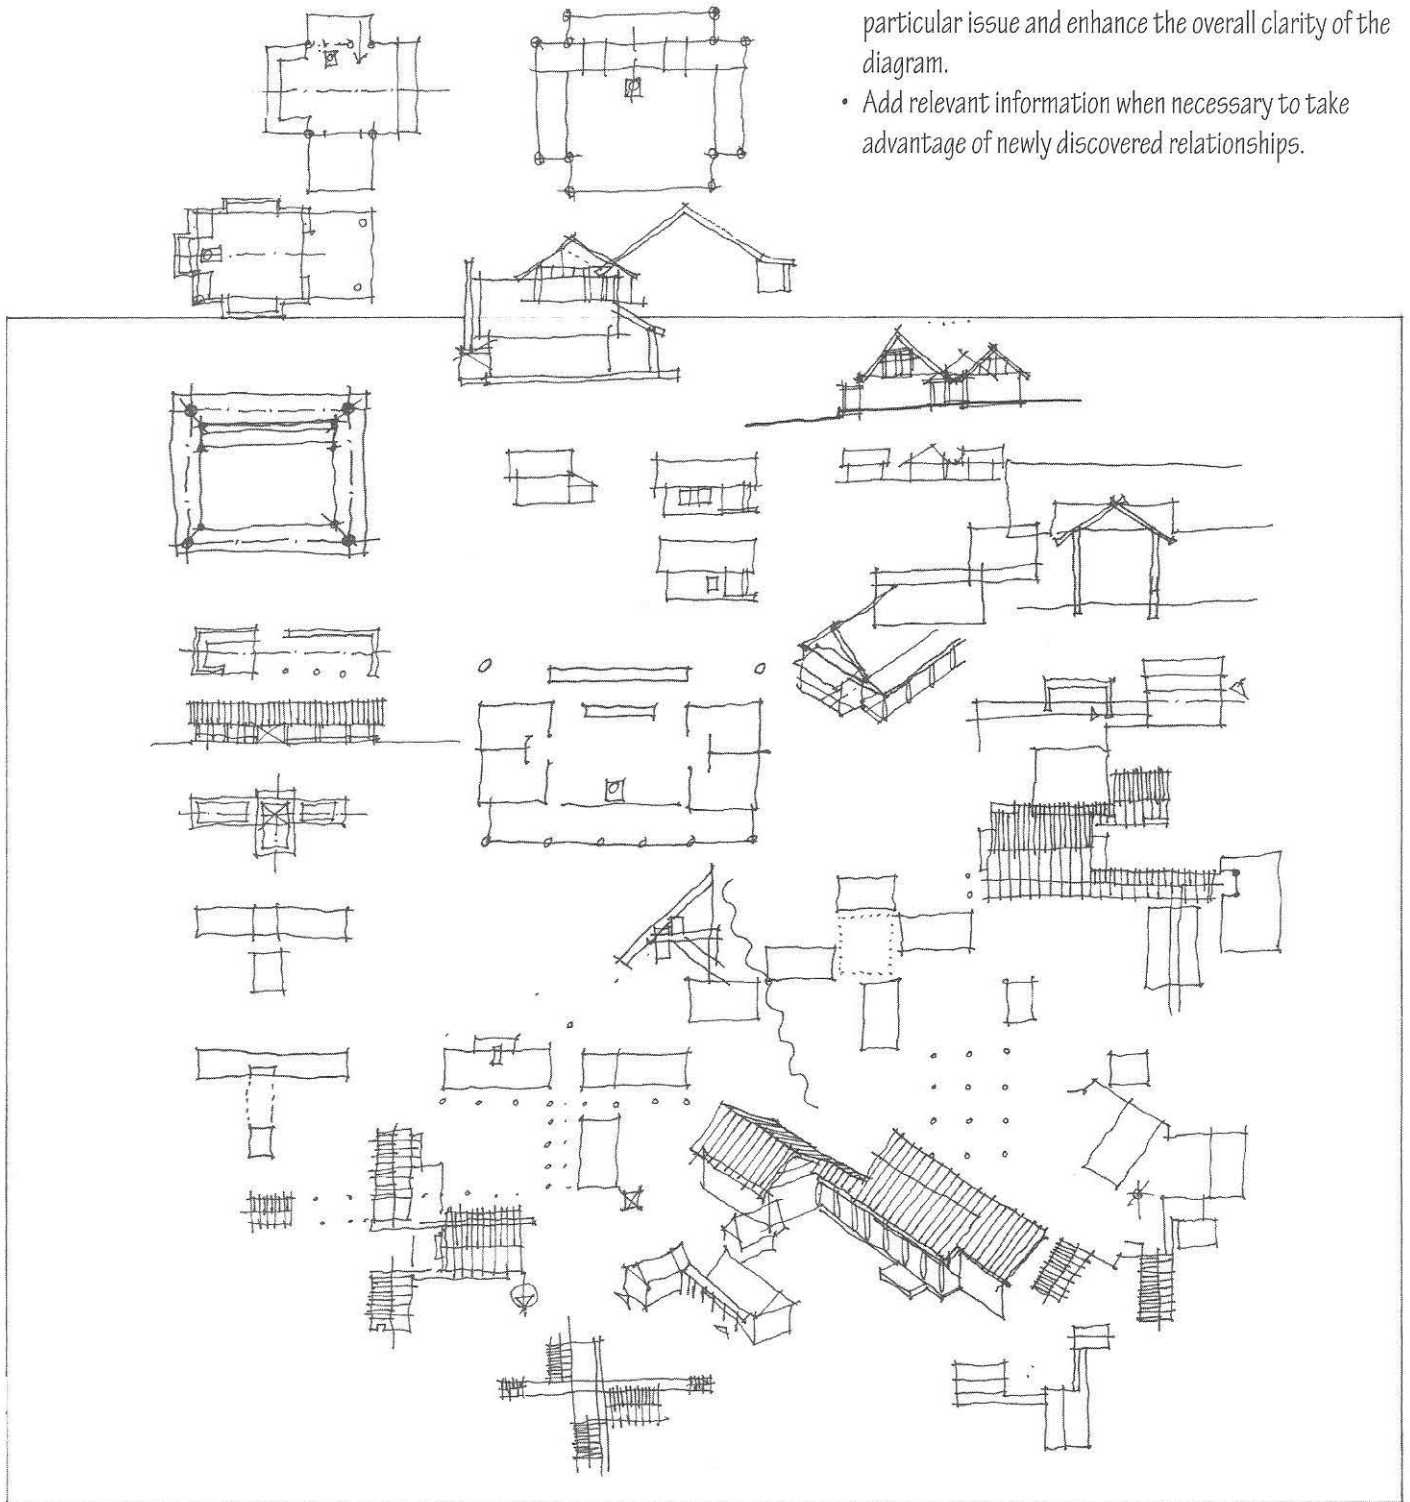 particular issue and enhance the overall clarity of the
diagram.
• Add relevant information when necessary to take
advantage of newly discovered relationships.